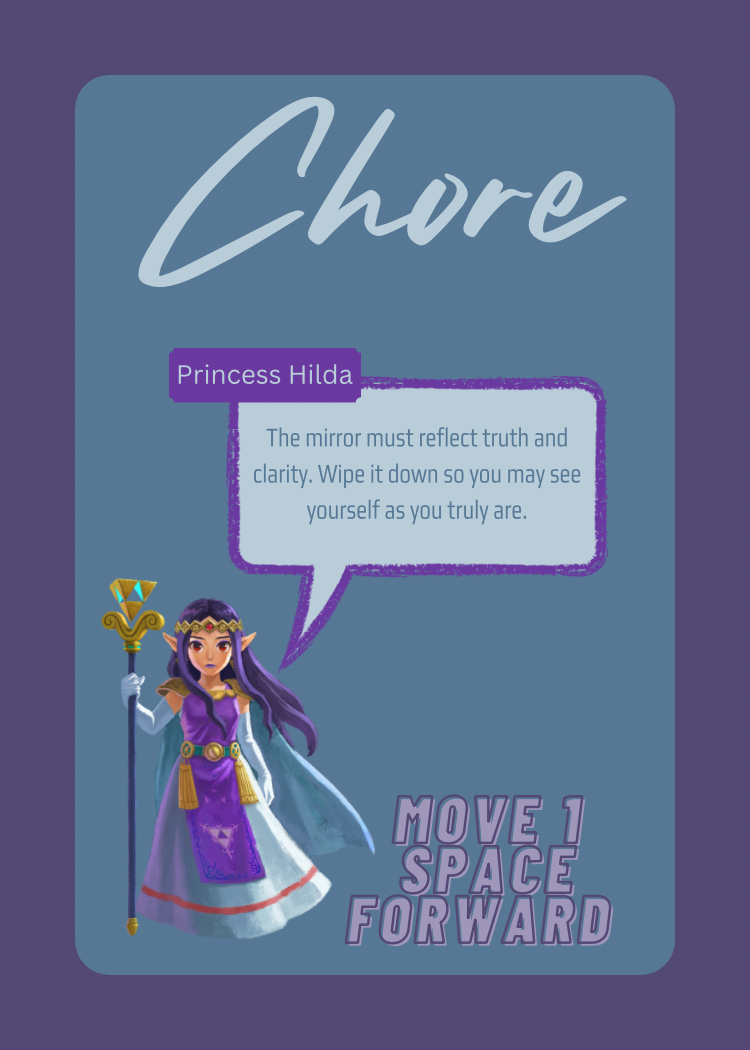 Chore
Princess Hilda
The mirror must reflect truth and
clarity. Wipe it down so you may see
yourself as you truly are.
MOVE 1
SPACE
FORWARD